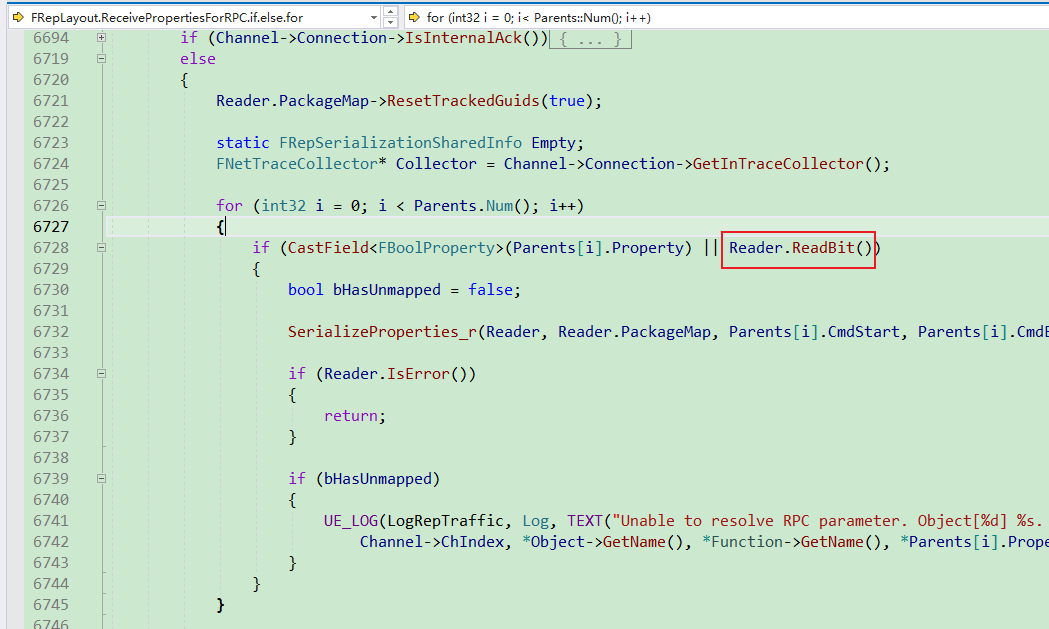 FRepLayout.ReceivePropertiesForRPC.if.else.for for (int32 i = 0; i< Parents::Num(); i++)
6694 if (Channel->Connection->IsInternalAck()) { ... }
6719 else
6720 {
6721 Reader.PackageMap->ResetTrackedGuids(true);
6722
6723 static FRepSerializationSharedInfo Empty;
6724 FNetTraceCollector* Collector = Channel->Connection->GetInTraceCollector();
6725
6726 for (int32 i = 0; i < Parents.Num(); i++)
6727 {
6728 if (CastField<FBoolProperty>(Parents[i].Property) || Reader.ReadBit())
6729 {
6730 bool bHasUnmapped = false;
6731
6732 SerializeProperties_r(Reader, Reader.PackageMap, Parents[i].CmdStart, Parents[i].CmdE
6733
6734 if (Reader.IsError())
6735 {
6736 return;
6737 }
6738
6739 if (bHasUnmapped)
6740 {
6741 UE_LOG(LogRepTraffic, Log, TEXT("Unable to resolve RPC parameter. Object[%d] %s.
6742 Channel->ChIndex, *Object->GetName(), *Function->GetName(), *Parents[i].Prope
6743 }
6744 }
6745 }
6746